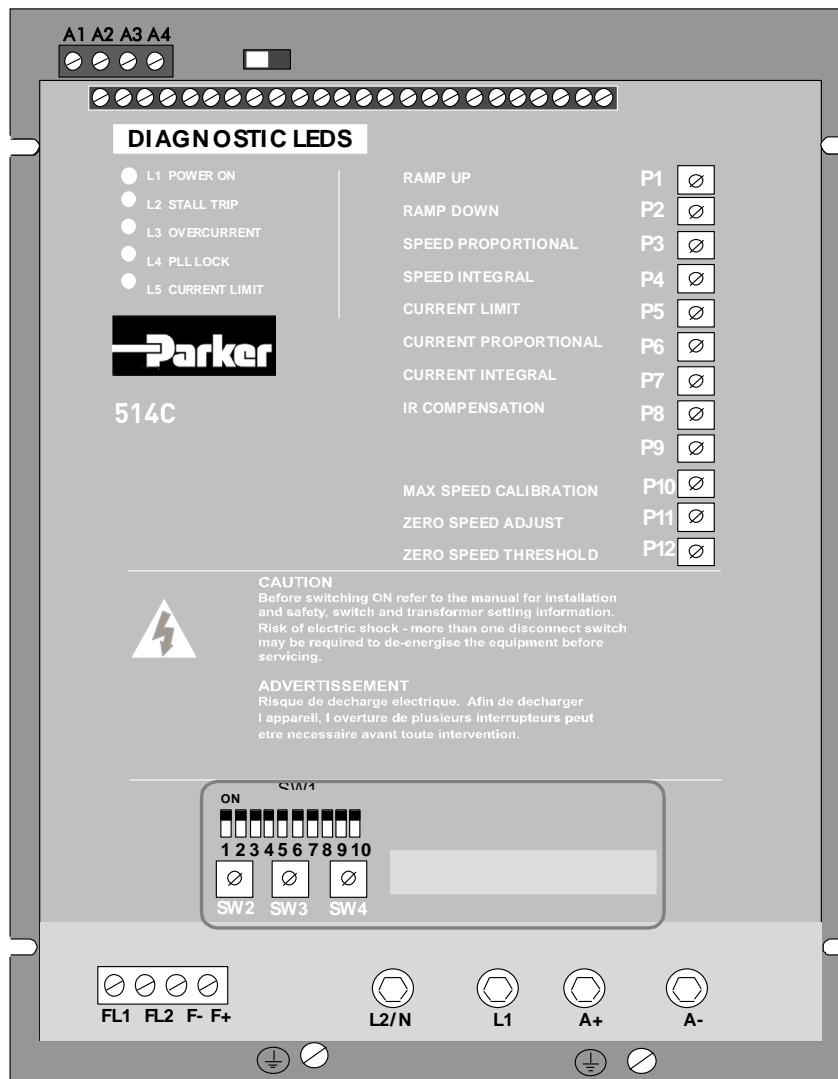 A1 A2 A3 A4
DIAGNOSTIC LEDS
L1 POWER ON
L2 STALL TRIP
L3 OVERCURRENT
L4 PLL LOCK
L5 CURRENT LIMIT
RAMP UP P1
RAMP DOWN P2
SPEED PROPORTIONAL P3
SPEED INTEGRAL P4
CURRENT LIMIT P5
CURRENT PROPORTIONAL P6
CURRENT INTEGRAL P7
IR COMPENSATION P8
P9
MAX SPEED CALIBRATION P10
ZERO SPEED ADJUST P11
ZERO SPEED THRESHOLD P12
Parker
514C
CAUTION
Before switching ON refer to the manual for installation
and safety, switch and transformer setting information.
Risk of electric shock - more than one disconnect switch
may be required to de-energise the equipment before
servicing.
ADVERTISSEMENT
Risque de decharge electrique. Afin de decharger
l appareil, l overture de plusieurs interrupteurs peut
etre necessaire avant toute intervention.
SW1
ON
1 2 3 4 5 6 7 8 9 10
SW2 SW3 SW4
FL1 FL2 F- F+
L2/N L1 A+ A-